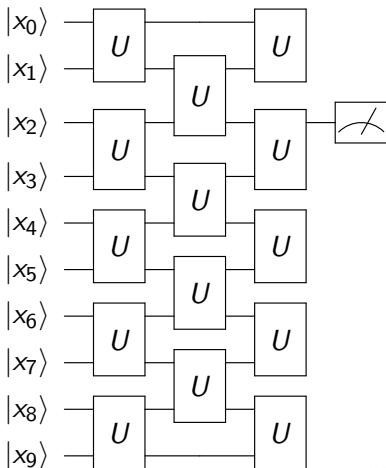 |x₀⟩ U U
|x₁⟩ U
|x₂⟩ U U
|x₃⟩ U
|x₄⟩ U U
|x₅⟩ U
|x₆⟩ U U
|x₇⟩ U
|x₈⟩ U U
|x₉⟩